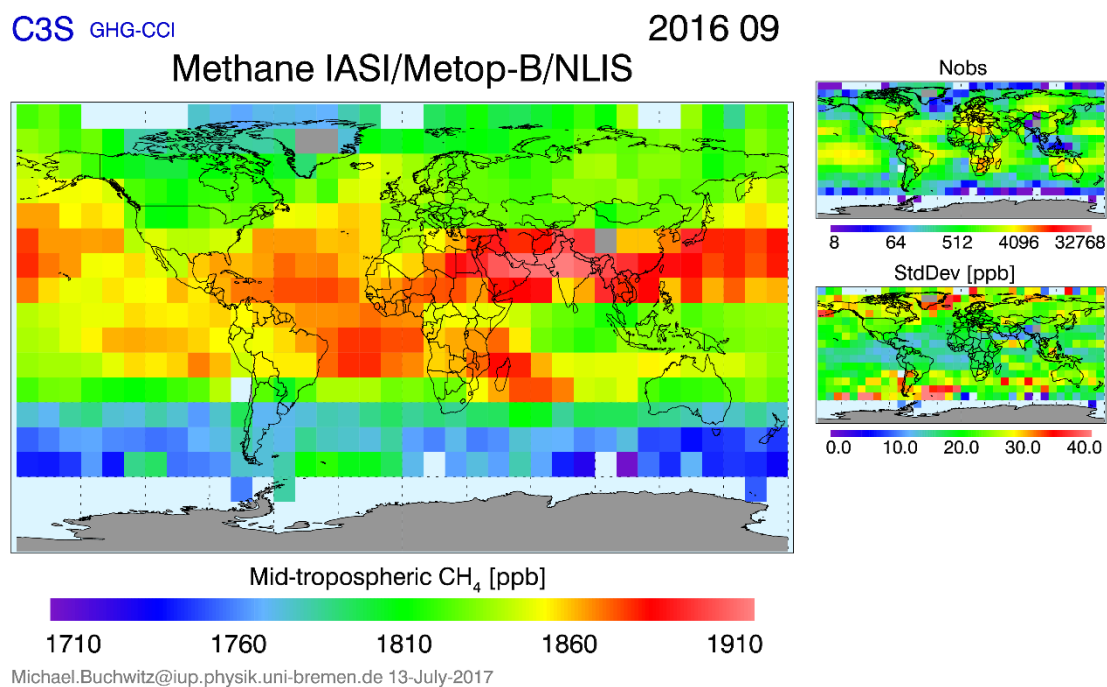 C3S GHG-CCI 2016 09
Methane IASI/Metop-B/NLIS
Mid-tropospheric CH₄ [ppb]
1710 1760 1810 1860 1910
Michael.Buchwitz@iup.physik.uni-bremen.de 13-July-2017
Nobs
8 64 512 4096 32768
StdDev [ppb]
0.0 10.0 20.0 30.0 40.0